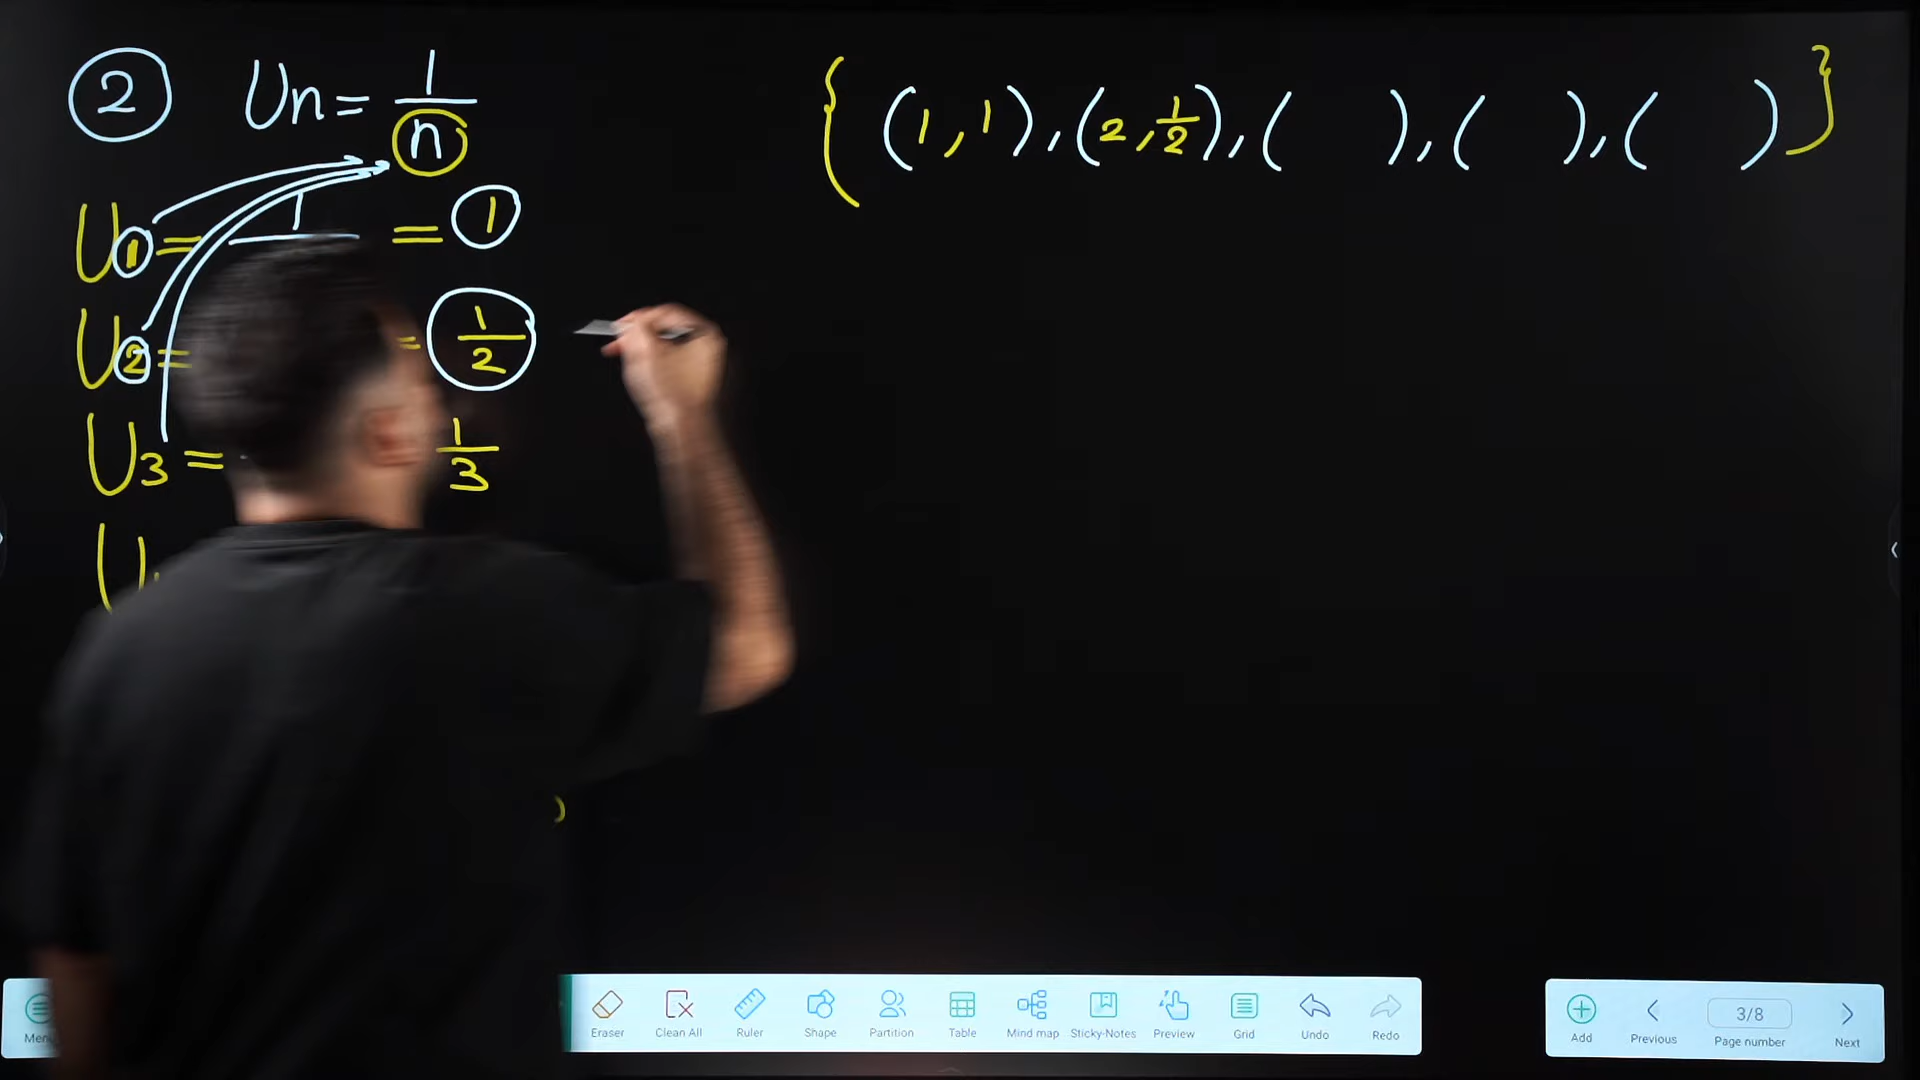 2 Un = 1/n
{ (1, 1), (2, 1/2), ( ), ( ), ( ) }
U1 = 1 = 1
U2 = = 1/2
U3 = 1/3
U
Menu
Eraser Clean All Ruler Shape Partition Table Mind map Sticky-Notes Preview Grid Undo Redo
Add Previous 3/8 Page number Next